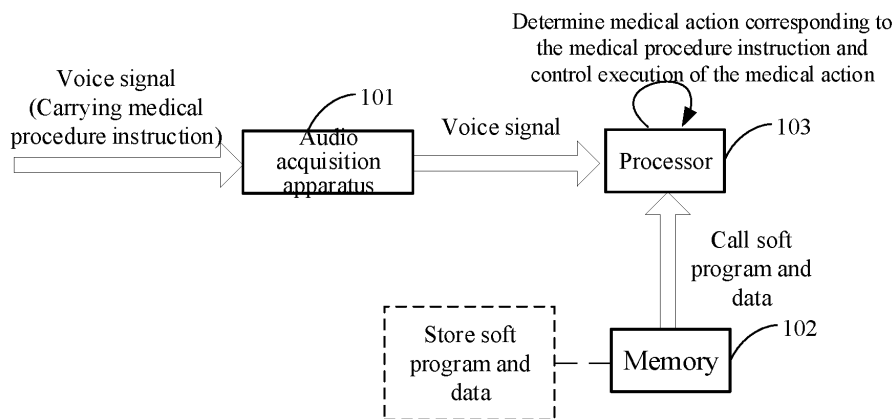 Determine medical action corresponding to
the medical procedure instruction and
control execution of the medical action
Voice signal
(Carrying medical
procedure instruction)
101
Audio
acquisition
apparatus
Voice signal
103
Processor
Call soft
program and
data
102
Store soft
program and
data
Memory